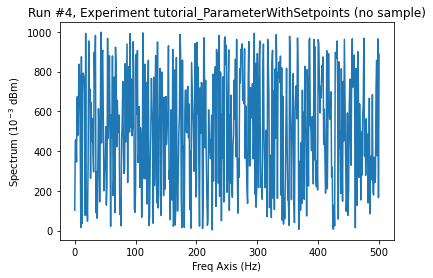 Run #4, Experiment tutorial_ParameterWithSetpoints (no sample)
1000
800
600
400
200
0
Spectrum (10⁻³ dBm)
0 100 200 300 400 500
Freq Axis (Hz)